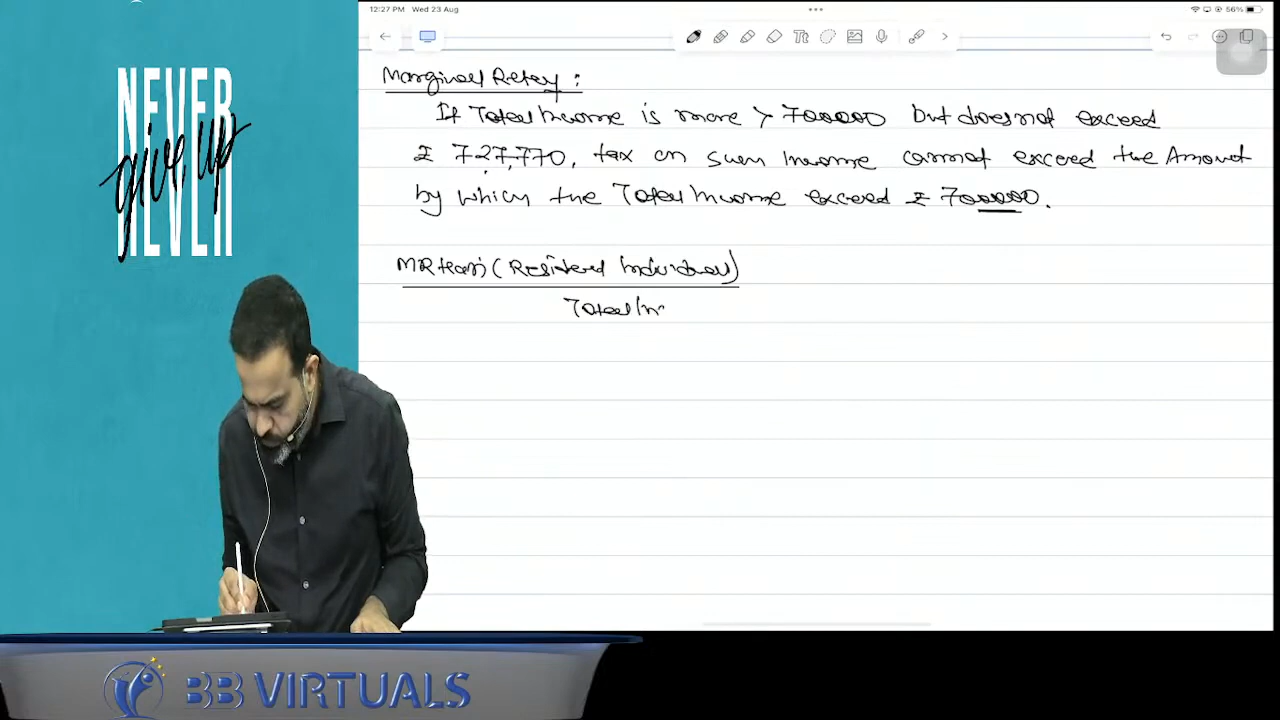 12:27 PM Wed 23 Aug
56%
NEVER
give up
NEVER
Marginal Relief :
If Total Income is more > 700000 but does not exceed
₹ 7,27,770, tax on such Income cannot exceed the Amount
by which the Total Income exceed ₹ 700000.
(Resident Individual)
Total In
BB VIRTUALS